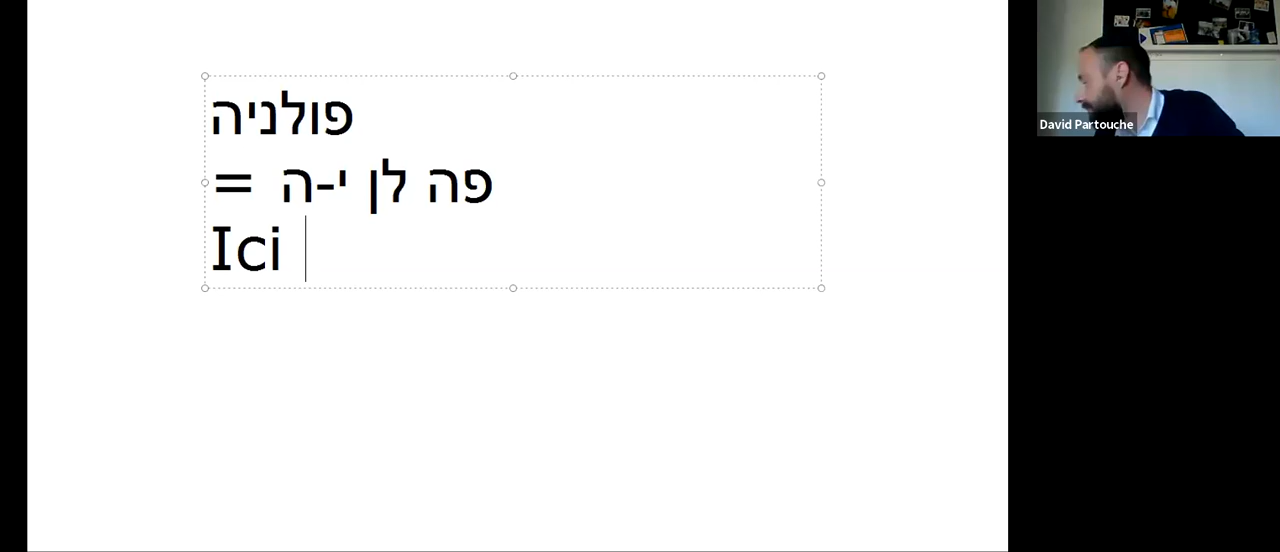 פולניה
פה לן י-ה =
Ici
David Partouche